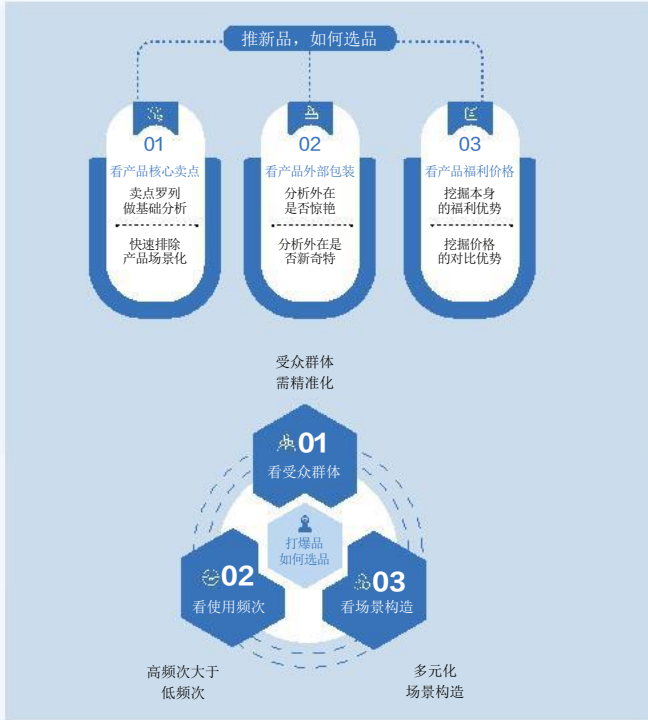 推新品，如何选品
01
看产品核心卖点
卖点罗列
做基础分析
快速排除
产品场景化
02
看产品外部包装
分析外在
是否惊艳
分析外在是
否新奇特
03
看产品福利价格
挖掘本身
的福利优势
挖掘价格
的对比优势
受众群体
需精准化
01
看受众群体
打爆品
如何选品
02
看使用频次
03
看场景构造
高频次大于
低频次
多元化
场景构造